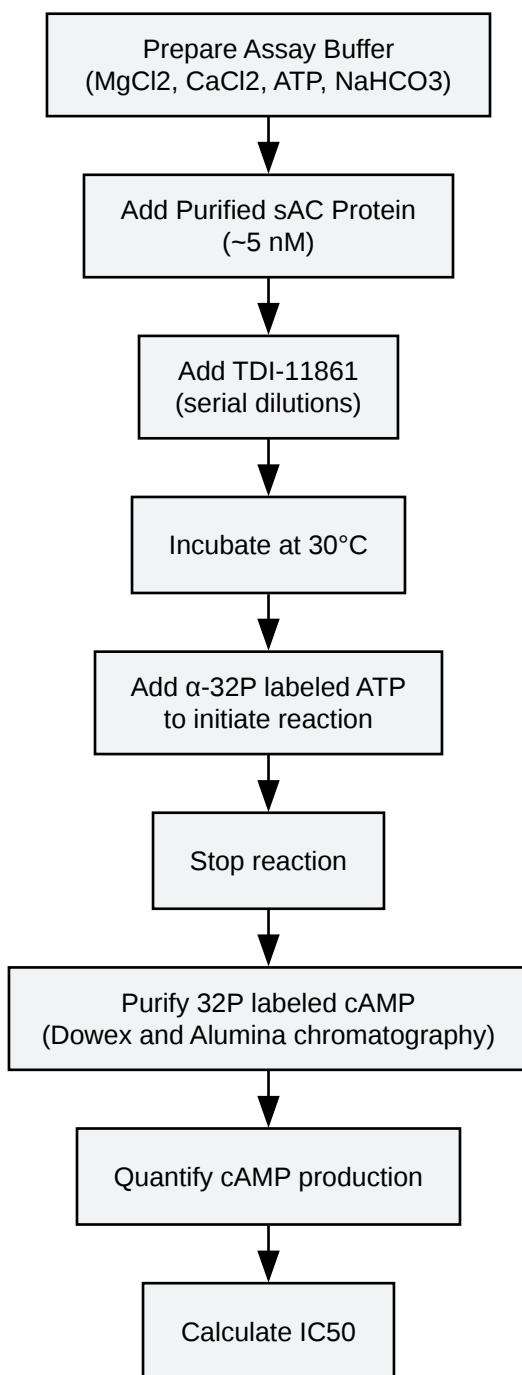 Prepare Assay Buffer
(MgCl2, CaCl2, ATP, NaHCO3)
Add Purified sAC Protein
(~5 nM)
Add TDI-11861
(serial dilutions)
Incubate at 30°C
Add α-32P labeled ATP
to initiate reaction
Stop reaction
Purify 32P labeled cAMP
(Dowex and Alumina chromatography)
Quantify cAMP production
Calculate IC50